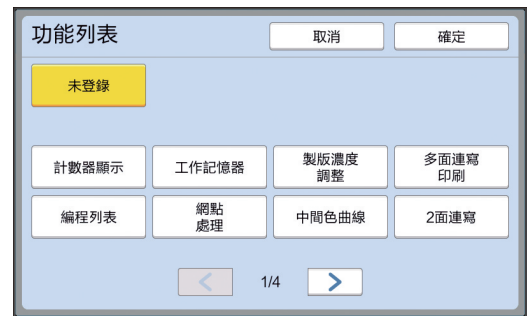 功能列表 取消 確定
未登錄
計數器顯示 工作記憶器 製版濃度 多面連寫
調整 印刷
編程列表 網點 中間色曲線 2面連寫
處理
< 1/4 >